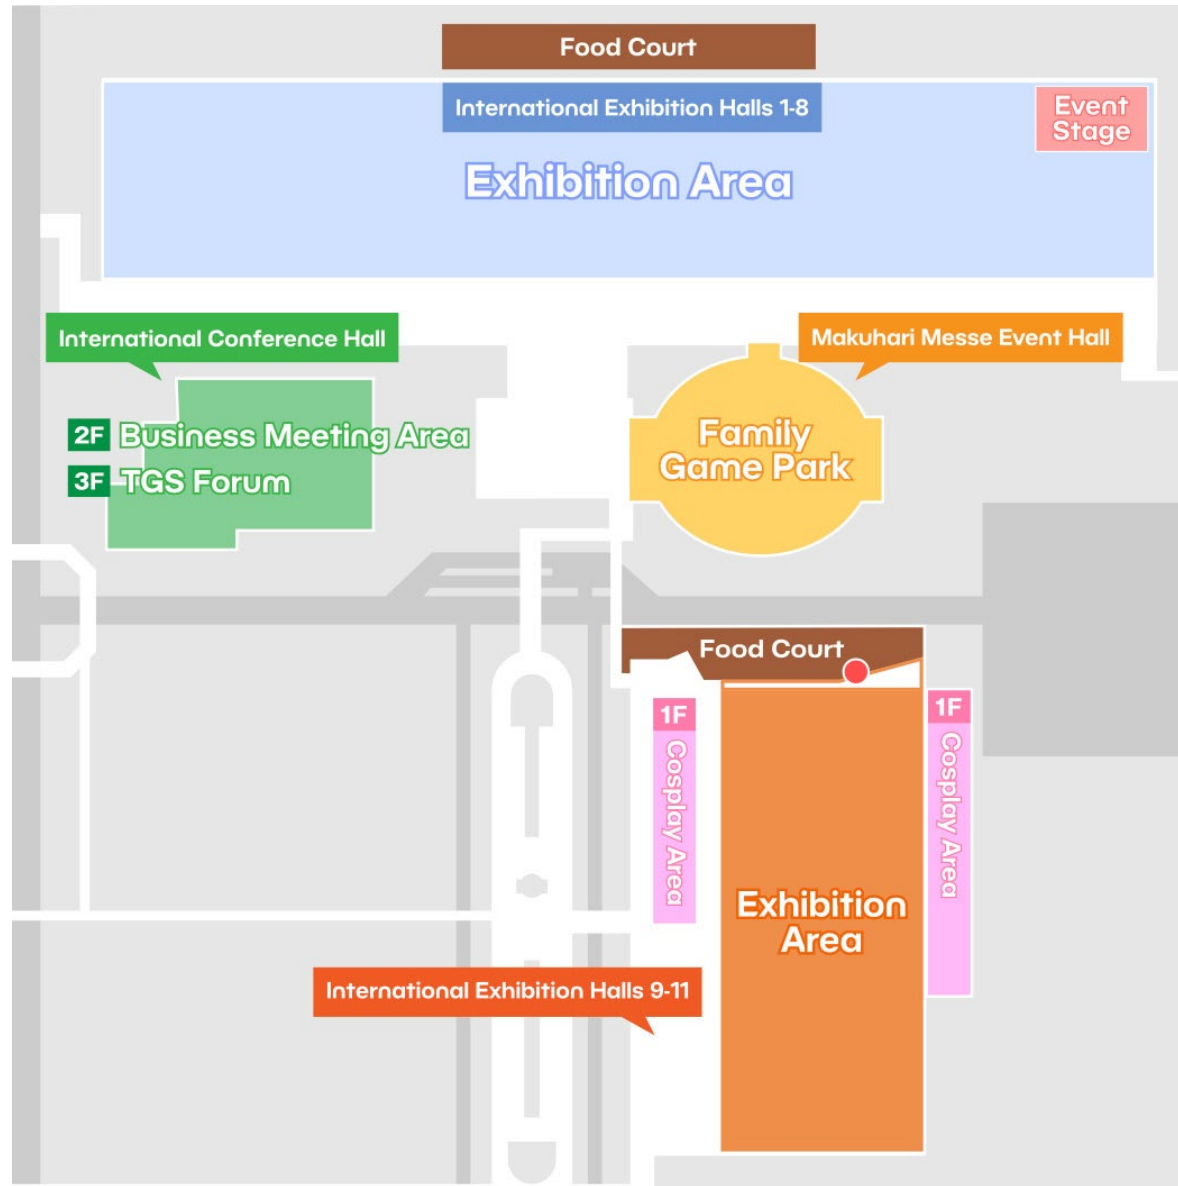 Food Court
International Exhibition Halls 1-8
Event
Stage
Exhibition Area
International Conference Hall
Makuhari Messe Event Hall
2F Business Meeting Area
3F TGS Forum
Family
Game Park
Food Court
1F
Cosplay Area
1F
Cosplay Area
Exhibition
Area
International Exhibition Halls 9-11